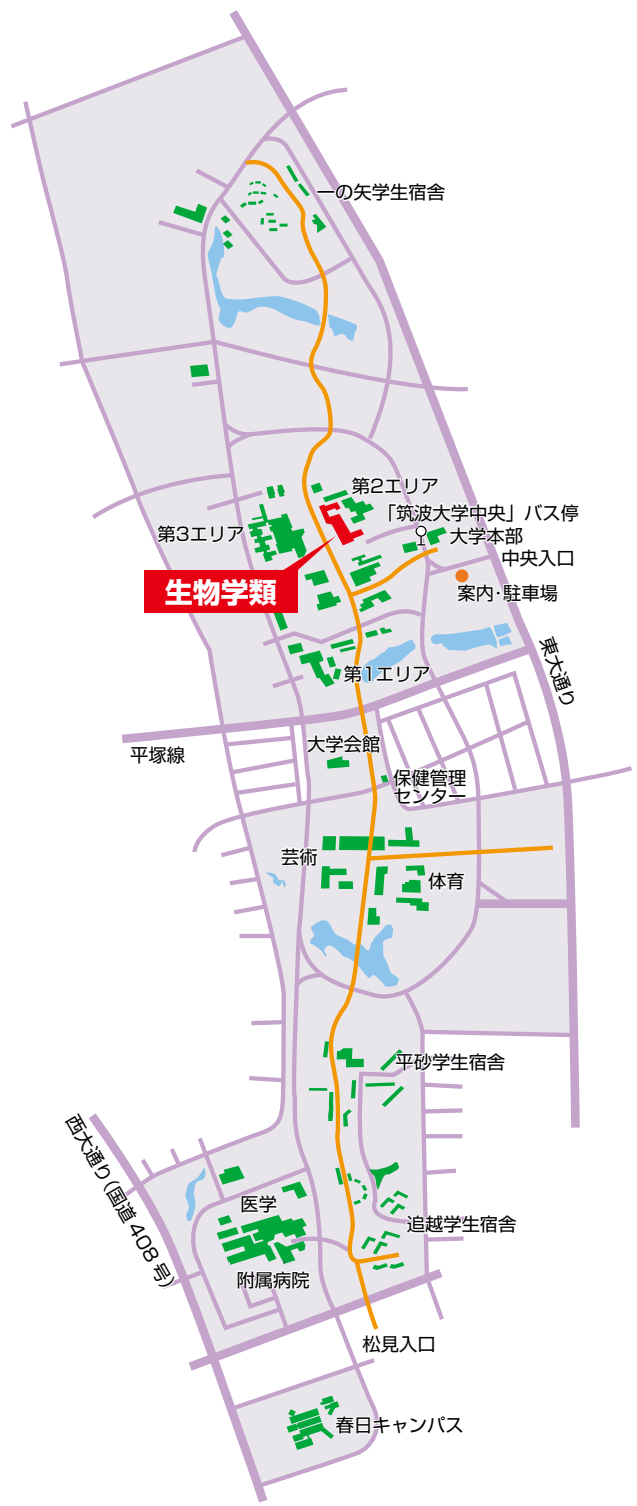 一の矢学生宿舎
第2エリア
「筑波大学中央」バス停
第3エリア
大学本部
中央入口
生物学類
案内・駐車場
東大通り
第1エリア
大学会館
平塚線
保健管理
センター
芸術
体育
平砂学生宿舎
西大通り(国道408号)
医学
追越学生宿舎
附属病院
松見入口
春日キャンパス